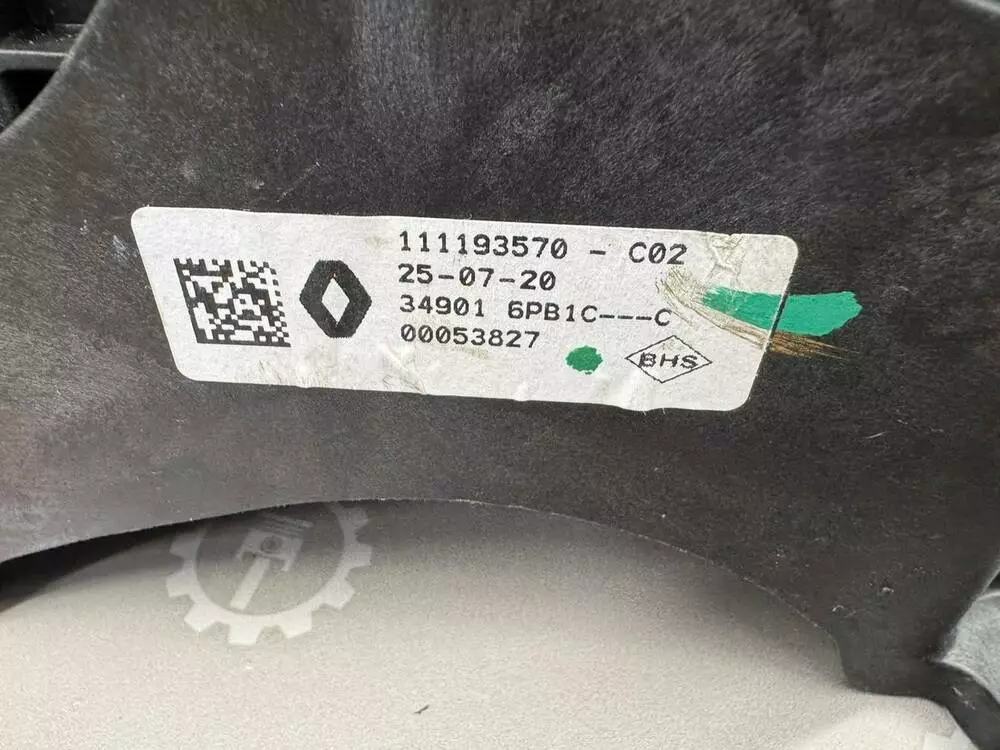 111193570 - C02
25-07-20
34901 6PB1C---C
00053827
BHS